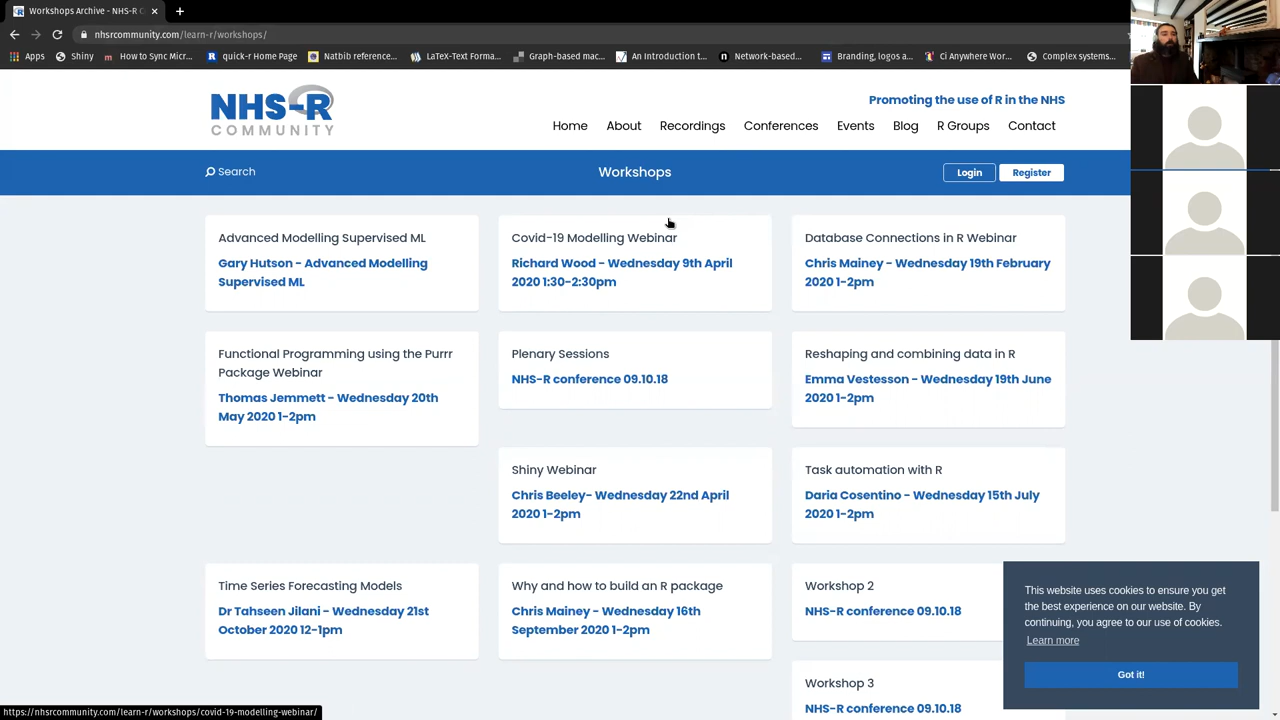 Workshops Archive - NHS-R C
nhsrcommunity.com/learn-r/workshops/
Apps
Shiny
How to Sync Micr...
quick-r Home Page
Natbib reference...
LaTeX-Text Forma...
Graph-based mac...
An Introduction t...
Network-based...
Branding, logos a...
Ci Anywhere Wor...
Complex systems...
NHS-R
COMMUNITY
Promoting the use of R in the NHS
Home About Recordings Conferences Events Blog R Groups Contact
Search
Workshops
Login
Register
Advanced Modelling Supervised ML
Gary Hutson - Advanced Modelling
Supervised ML
Covid-19 Modelling Webinar
Richard Wood - Wednesday 9th April
2020 1:30-2:30pm
Database Connections in R Webinar
Chris Mainey - Wednesday 19th February
2020 1-2pm
Functional Programming using the Purrr
Package Webinar
Thomas Jemmett - Wednesday 20th
May 2020 1-2pm
Plenary Sessions
NHS-R conference 09.10.18
Reshaping and combining data in R
Emma Vestesson - Wednesday 19th June
2020 1-2pm
Shiny Webinar
Chris Beeley- Wednesday 22nd April
2020 1-2pm
Task automation with R
Daria Cosentino - Wednesday 15th July
2020 1-2pm
Time Series Forecasting Models
Dr Tahseen Jilani - Wednesday 21st
October 2020 12-1pm
Why and how to build an R package
Chris Mainey - Wednesday 16th
September 2020 1-2pm
Workshop 2
NHS-R conference 09.10.18
Workshop 3
NHS-R conference 09.10.18
This website uses cookies to ensure you get
the best experience on our website. By
continuing, you agree to our use of cookies.
Learn more
Got it!
https://nhsrcommunity.com/learn-r/workshops/covid-19-modelling-webinar/